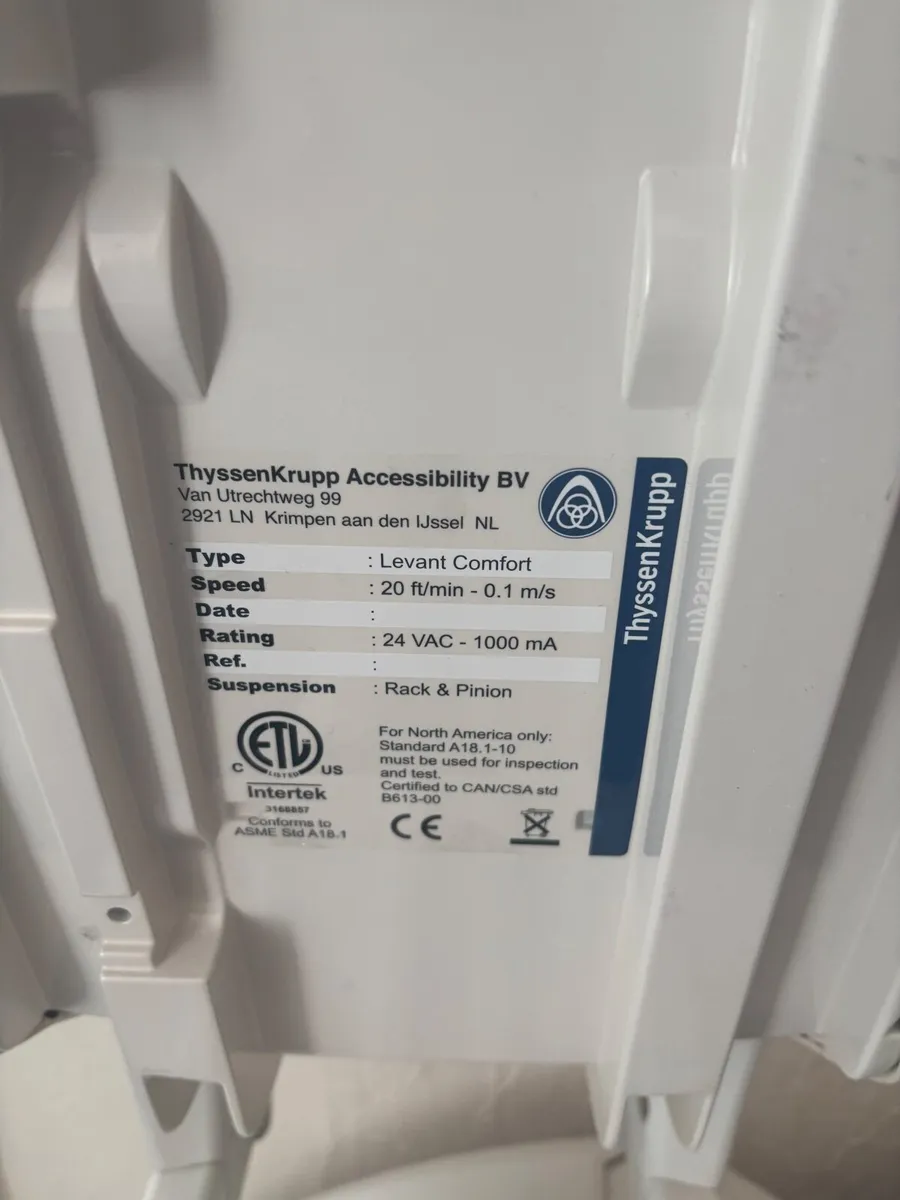 ThyssenKrupp Accessibility BV
Van Utrechtweg 99
2921 LN Krimpen aan den IJssel NL
ThyssenKrupp
Type : Levant Comfort
Speed : 20 ft/min - 0.1 m/s
Date :
Rating : 24 VAC - 1000 mA
Ref. :
Suspension : Rack & Pinion
ETL
LISTED
C US
Intertek
3168857
Conforms to
ASME Std A18.1
For North America only:
Standard A18.1-10
must be used for inspection
and test.
Certified to CAN/CSA std
B613-00
CE